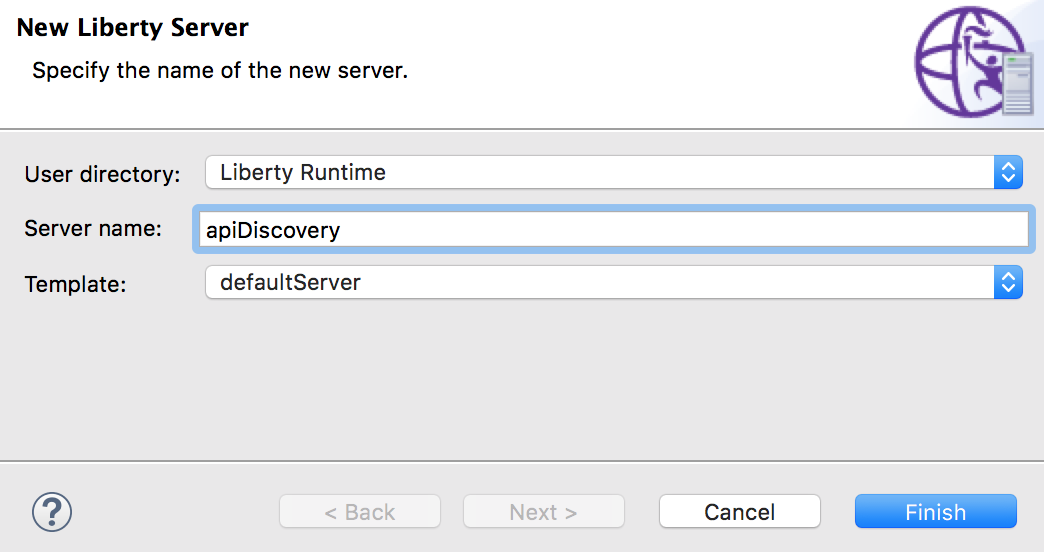 New Liberty Server
Specify the name of the new server.
User directory: Liberty Runtime
Server name: apiDiscovery
Template: defaultServer
? < Back Next > Cancel Finish